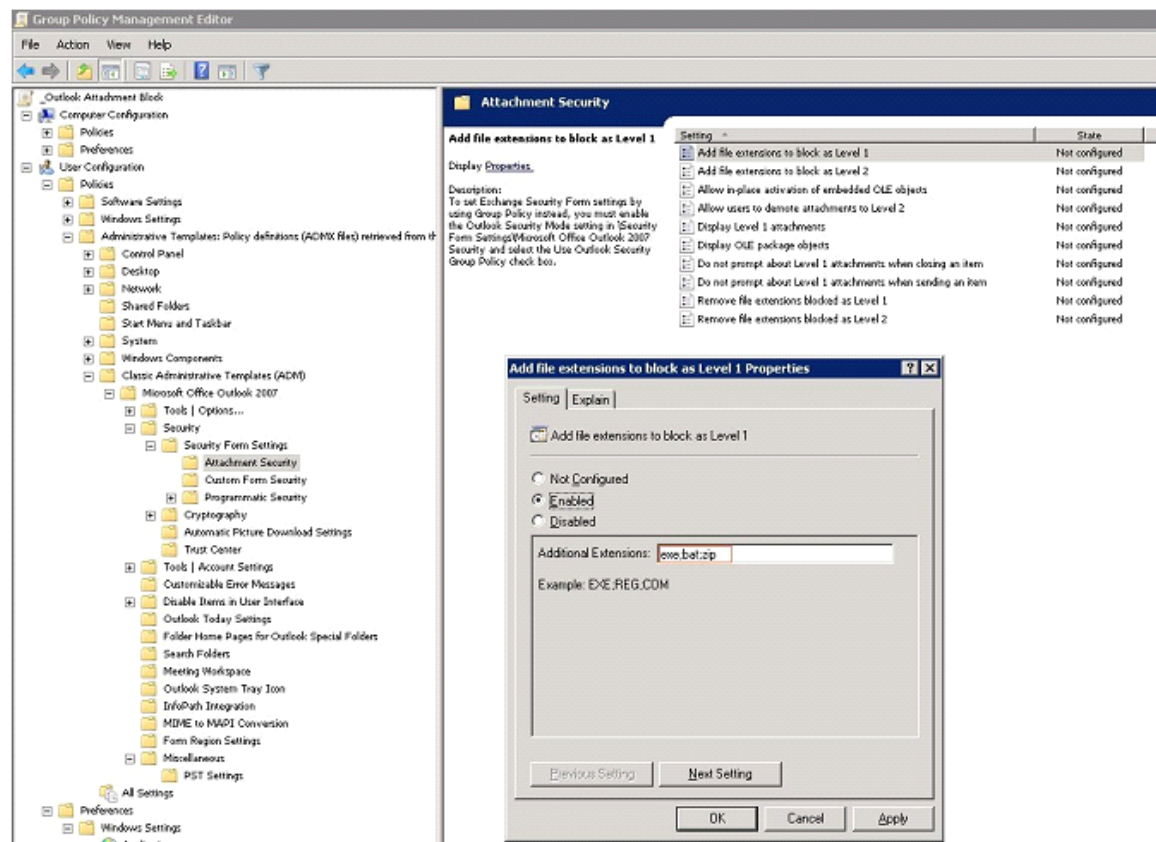 Group Policy Management Editor
File Action View Help
_Outlook Attachment Block
Computer Configuration
Policies
Preferences
User Configuration
Policies
Software Settings
Windows Settings
Administrative Templates: Policy definitions (ADMX files) retrieved from th
Control Panel
Desktop
Network
Shared Folders
Start Menu and Taskbar
System
Windows Components
Classic Administrative Templates (ADM)
Microsoft Office Outlook 2007
Tools | Options...
Security
Security Form Settings
Attachment Security
Custom Form Security
Programmatic Security
Cryptography
Automatic Picture Download Settings
Trust Center
Tools | Account Settings
Customizable Error Messages
Disable Items in User Interface
Outlook Today Settings
Folder Home Pages for Outlook Special Folders
Search Folders
Meeting Workspace
Outlook System Tray Icon
InfoPath Integration
MIME to MAPI Conversion
Form Region Settings
Miscellaneous
PST Settings
All Settings
Preferences
Windows Settings
Attachment Security
Add file extensions to block as Level 1
Display Properties
Description:
To set Exchange Security Form settings by
using Group Policy instead, you must enable
the Outlook Security Mode setting in \Security
Form Settings\Microsoft Office Outlook 2007
Security and select the Use Outlook Security
Group Policy check box.
Setting State
Add file extensions to block as Level 1 Not configured
Add file extensions to block as Level 2 Not configured
Allow in-place activation of embedded OLE objects Not configured
Allow users to demote attachments to Level 2 Not configured
Display Level 1 attachments Not configured
Display OLE package objects Not configured
Do not prompt about Level 1 attachments when closing an item Not configured
Do not prompt about Level 1 attachments when sending an item Not configured
Remove file extensions blocked as Level 1 Not configured
Remove file extensions blocked as Level 2 Not configured
Add file extensions to block as Level 1 Properties
Setting Explain
Add file extensions to block as Level 1
Not Configured
Enabled
Disabled
Additional Extensions: exe;bat;zip
Example: EXE;REG;COM
Previous Setting Next Setting
OK Cancel Apply